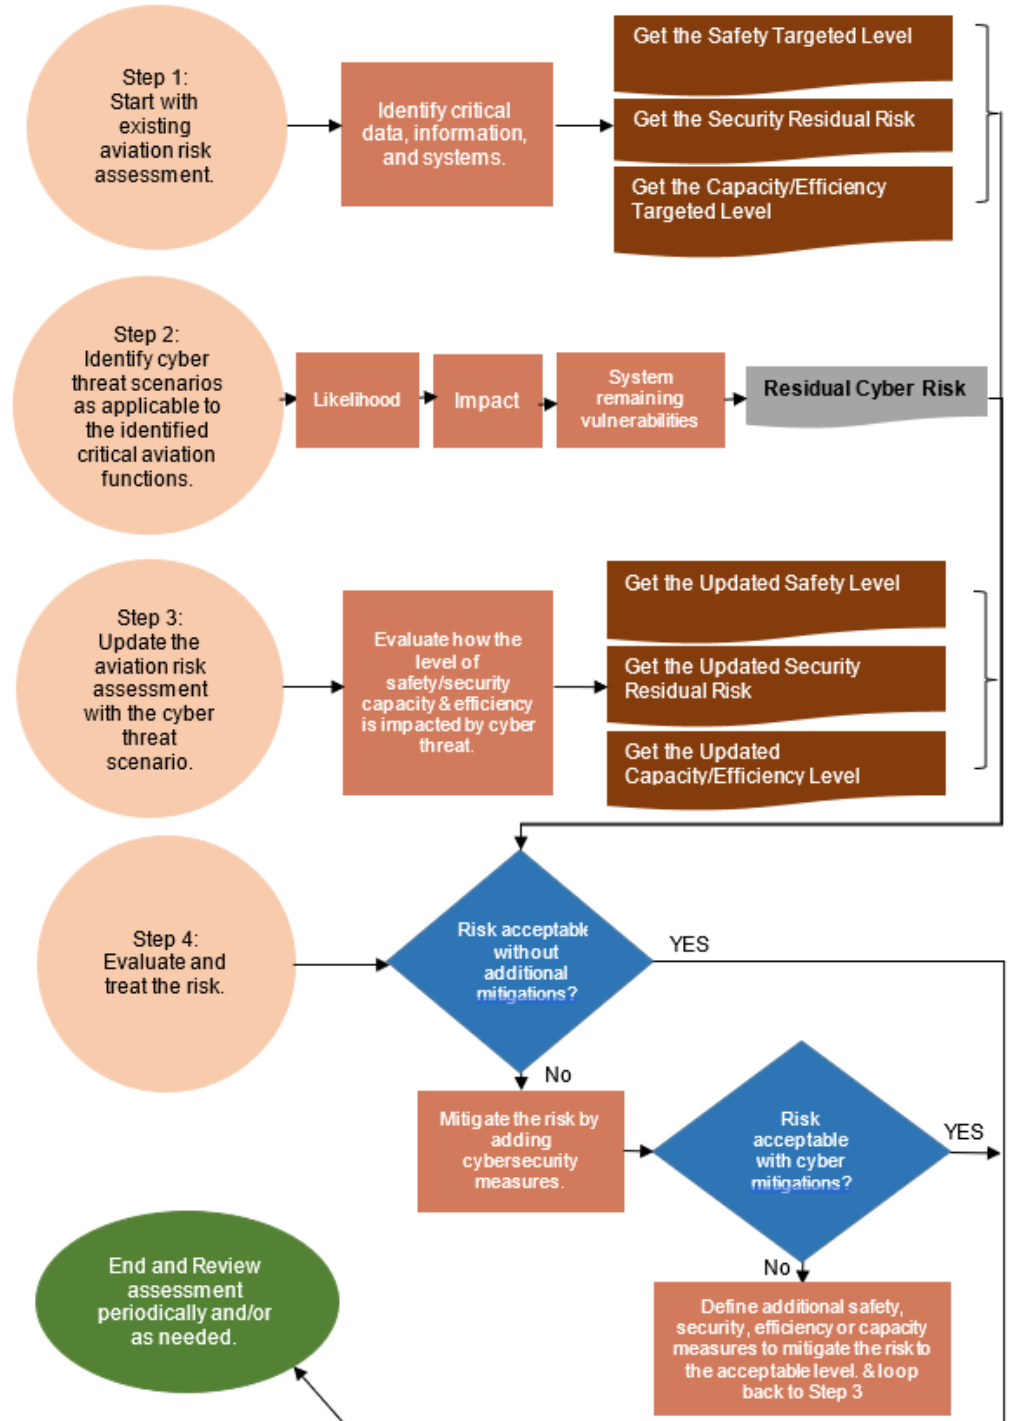 Step 1:
Start with
existing
aviation risk
assessment.
Identify critical
data, information,
and systems.
Get the Safety Targeted Level
Get the Security Residual Risk
Get the Capacity/Efficiency
Targeted Level
Step 2:
Identify cyber
threat scenarios
as applicable to
the identified
critical aviation
functions.
Likelihood
Impact
System
remaining
vulnerabilities
Residual Cyber Risk
Step 3:
Update the
aviation risk
assessment
with the cyber
threat
scenario.
Evaluate how the
level of
safety/security
capacity & efficiency
is impacted by cyber
threat.
Get the Updated Safety Level
Get the Updated Security
Residual Risk
Get the Updated
Capacity/Efficiency Level
Step 4:
Evaluate and
treat the risk.
Risk acceptable
without
additional
mitigations?
YES
No
Mitigate the risk by
adding
cybersecurity
measures.
Risk
acceptable
with cyber
mitigations?
YES
No
Define additional safety,
security, efficiency or capacity
measures to mitigate the risk to
the acceptable level. & loop
back to Step 3
End and Review
assessment
periodically and/or
as needed.